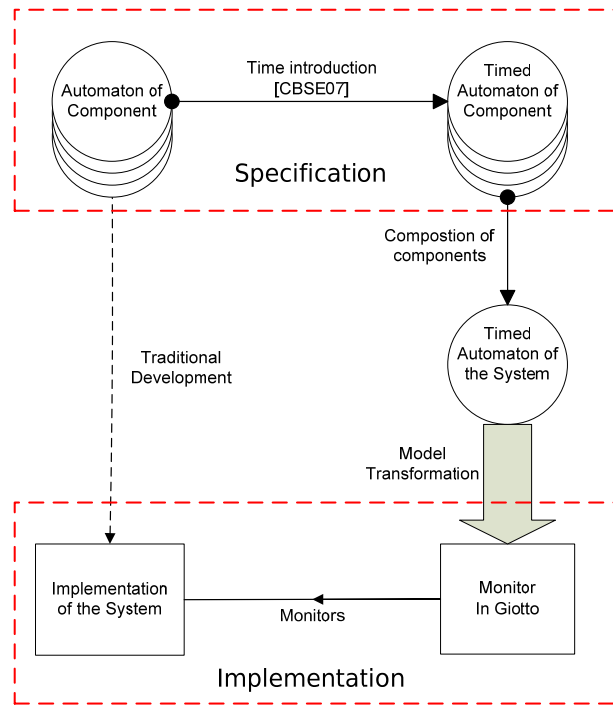 Automaton of
Component
Time introduction
[CBSE07]
Timed
Automaton of
Component
Specification
Compostion of
components
Timed
Automaton of
the System
Traditional
Development
Model
Transformation
Implementation
of the System
Monitors
Monitor
In Giotto
Implementation